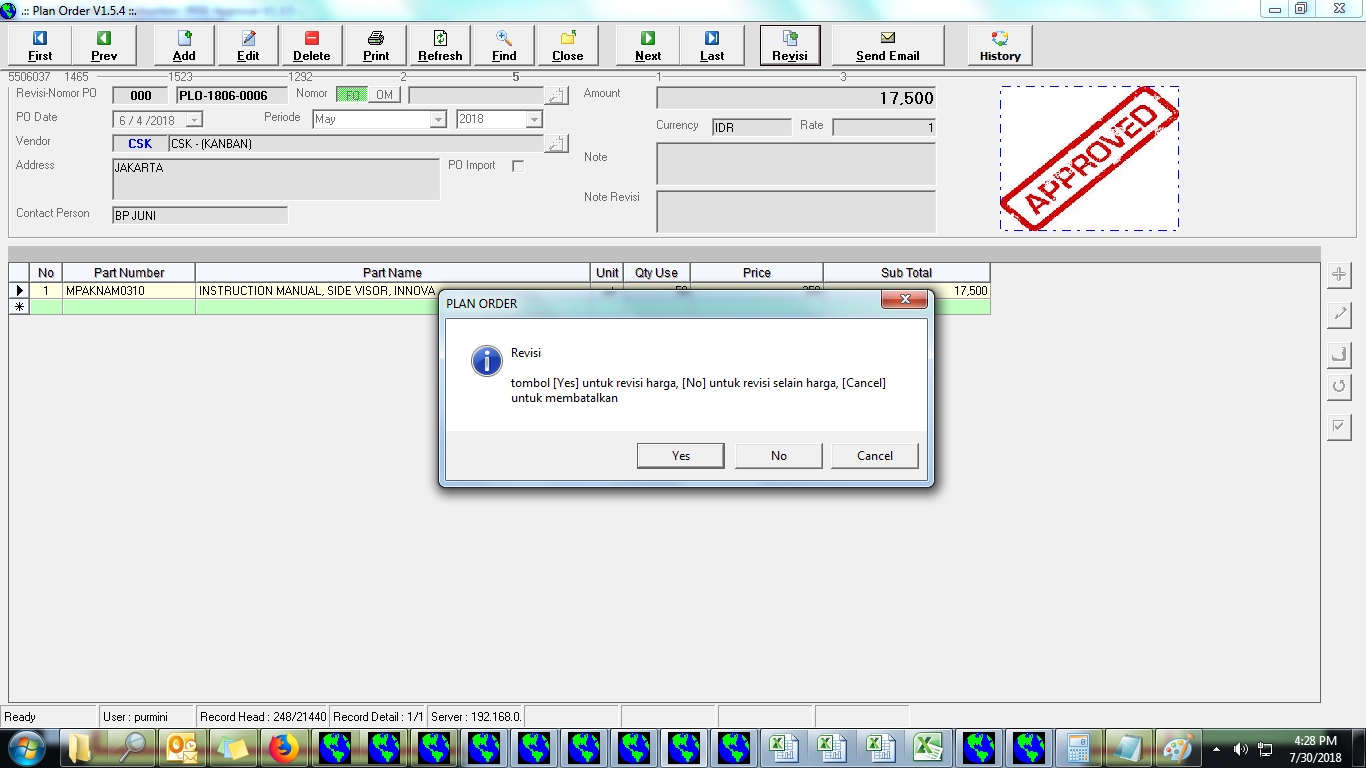 .:: Plan Order V1.5.4 ::.
First Prev Add Edit Delete Print Refresh Find Close Next Last Revisi Send Email History
5506037 1465 1523 1292 2 5 1 3
Revisi-Nomor PO 000 PLO-1806-0006 Nomor FO OM Amount 17,500
PO Date 6 / 4 /2018 Periode May 2018 Currency IDR Rate 1
Vendor CSK CSK - (KANBAN)
Address JAKARTA PO Import Note
Contact Person BP JUNI Note Revisi
APPROVED
No Part Number Part Name Unit Qty Use Price Sub Total
1 MPAKNAM0310 INSTRUCTION MANUAL, SIDE VISOR, INNOVA 17,500
PLAN ORDER
Revisi
tombol [Yes] untuk revisi harga, [No] untuk revisi selain harga, [Cancel]
untuk membatalkan
Yes No Cancel
Ready User : purmini Record Head : 248/21440 Record Detail : 1/1 Server : 192.168.0.
4:28 PM
7/30/2018